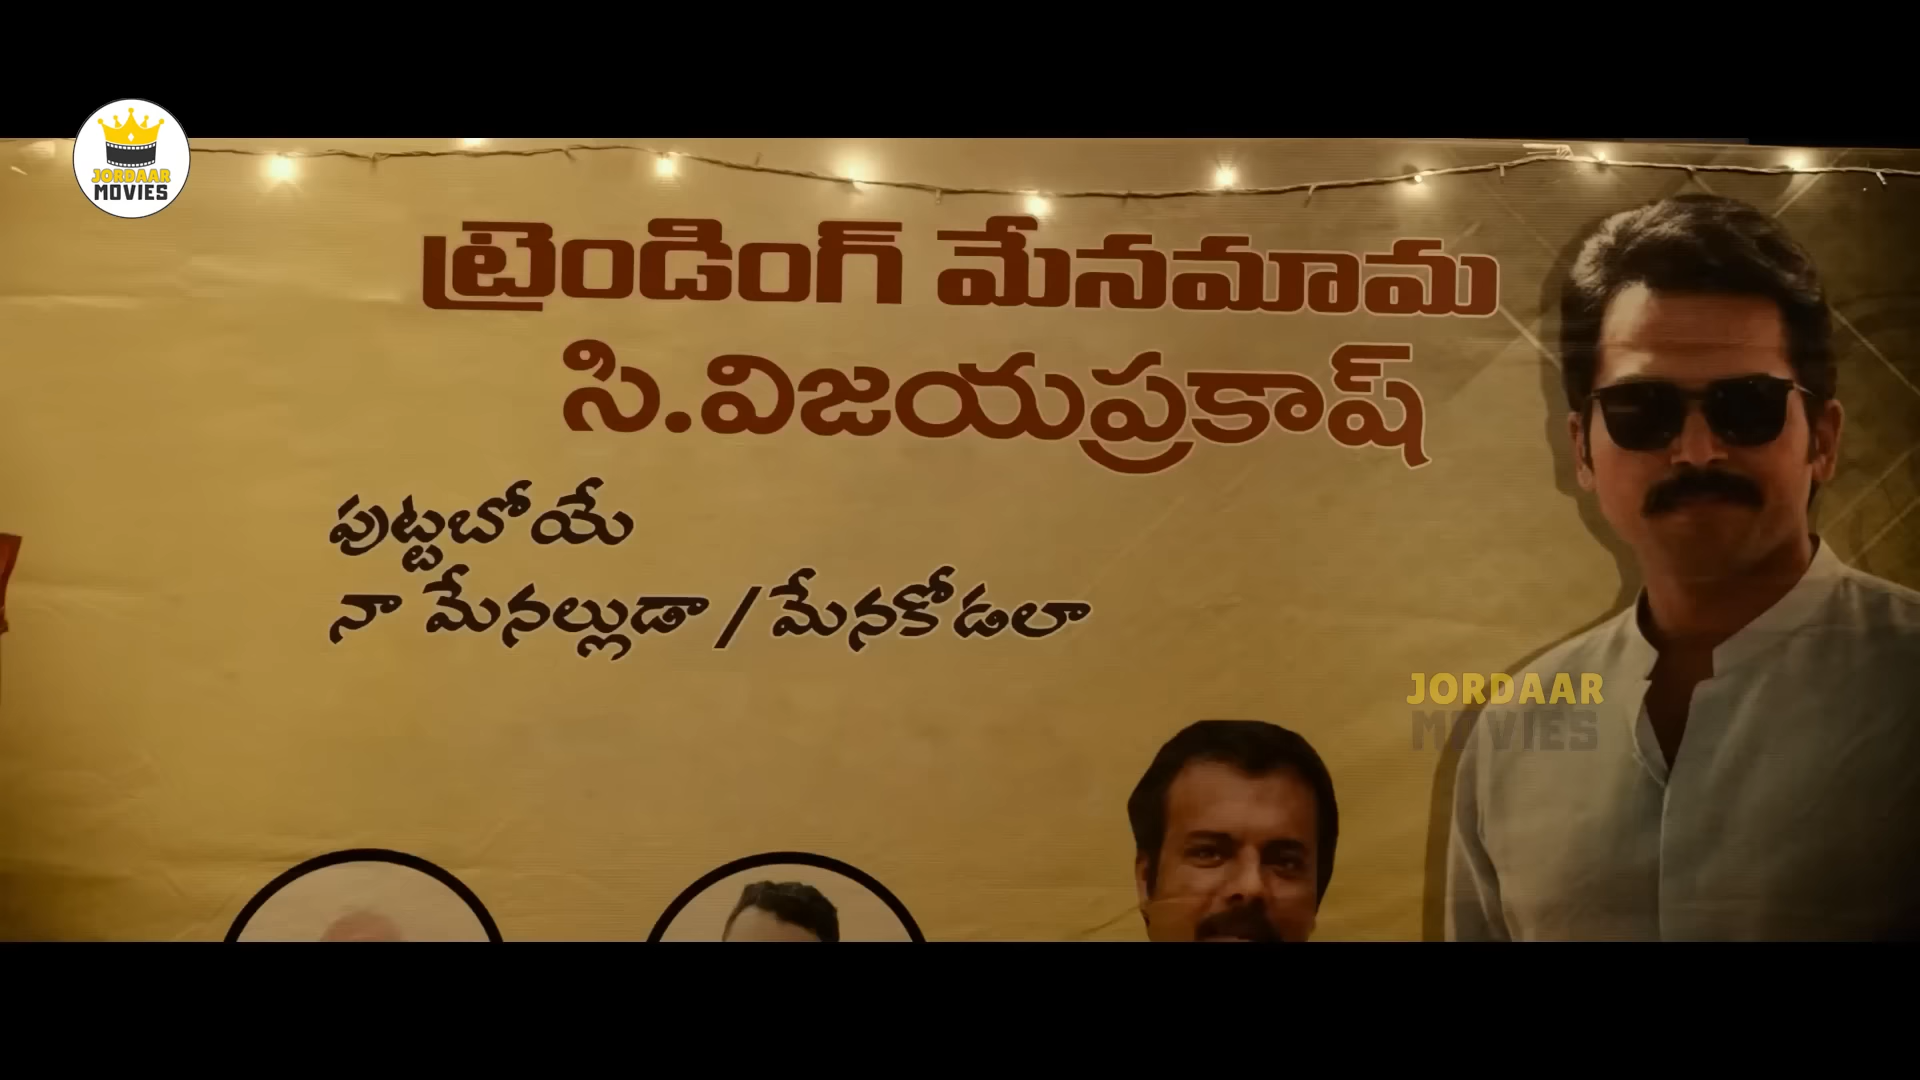 JORDAAR
MOVIES
ట్రెండింగ్ మేనమామ
సి.విజయప్రకాష్
పుట్టబోయే
నా మేనల్లుడా / మేనకోడలా
JORDAAR
MOVIES